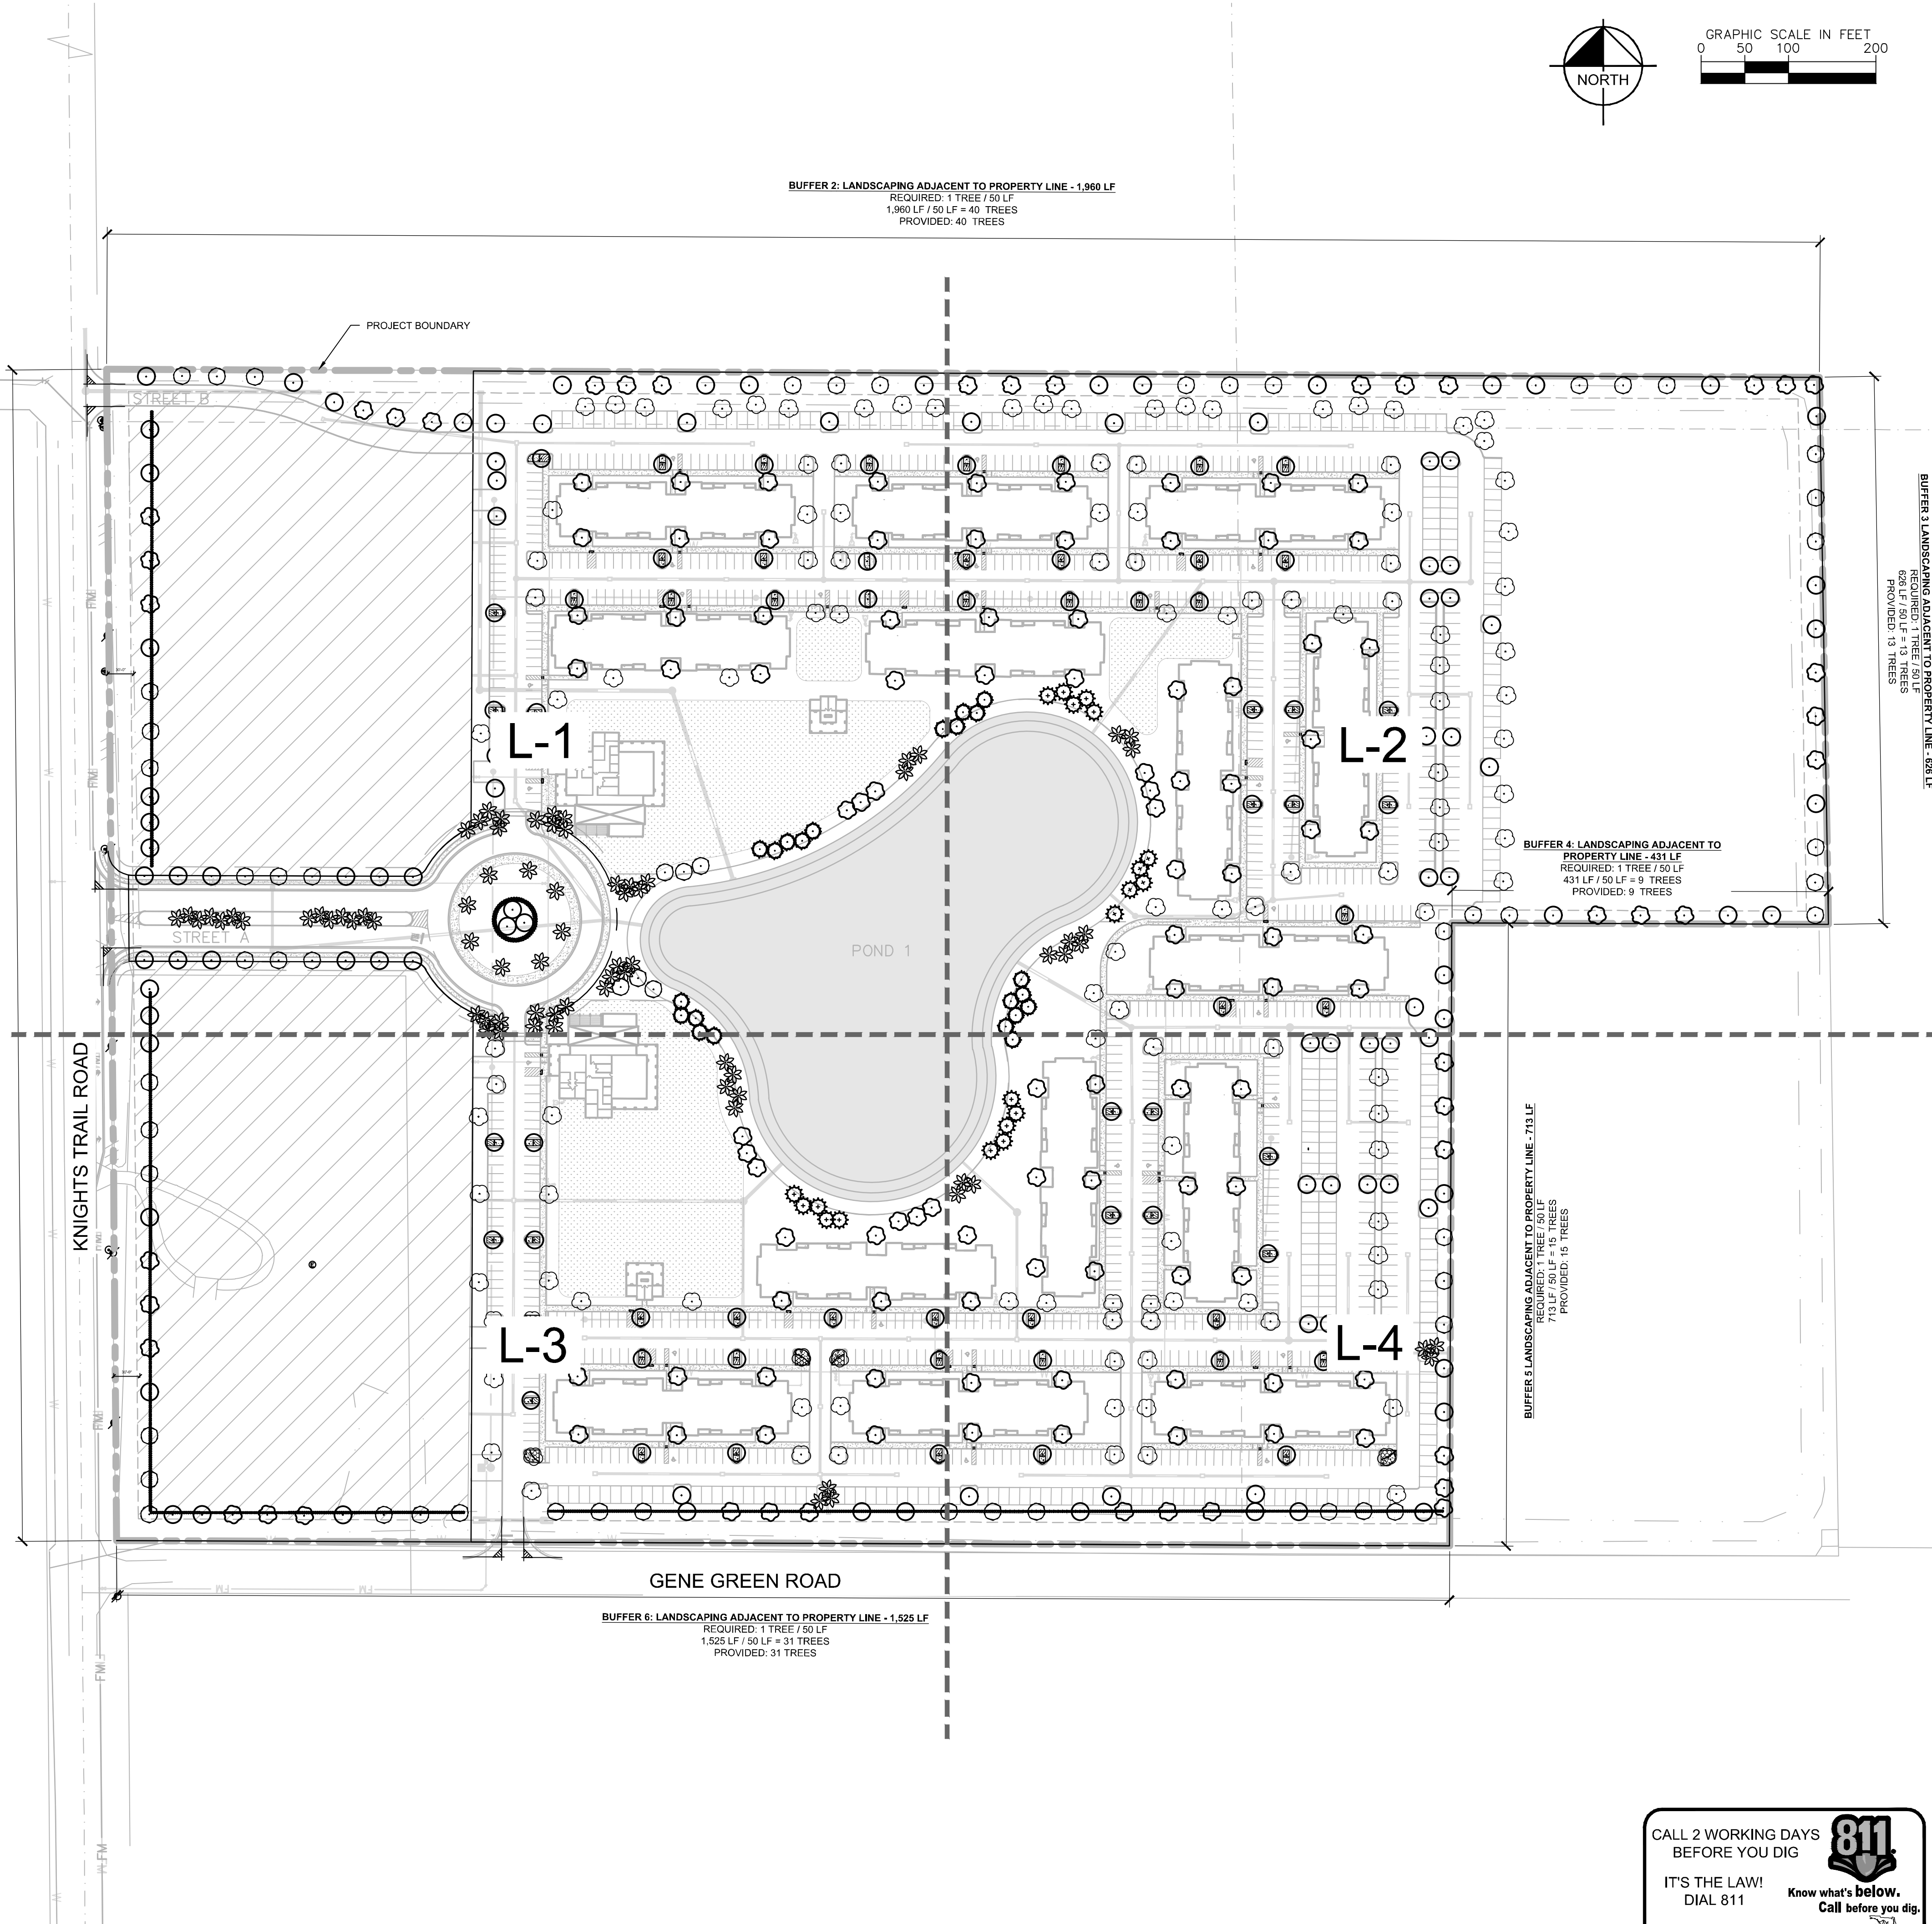 GRAPHIC SCALE IN FEET
0 50 100 200
NORTH
BUFFER 2: LANDSCAPING ADJACENT TO PROPERTY LINE - 1,960 LF
REQUIRED: 1 TREE / 50 LF
1,960 LF / 50 LF = 40 TREES
PROVIDED: 40 TREES
PROJECT BOUNDARY
STREET B
BUFFER 3 LANDSCAPING ADJACENT TO PROPERTY LINE - 626 LF
REQUIRED: 1 TREE / 50 LF
626 LF / 50 LF = 13 TREES
PROVIDED: 13 TREES
L-1
L-2
BUFFER 4: LANDSCAPING ADJACENT TO
PROPERTY LINE - 431 LF
REQUIRED: 1 TREE / 50 LF
431 LF / 50 LF = 9 TREES
PROVIDED: 9 TREES
STREET A
POND 1
KNIGHTS TRAIL ROAD
BUFFER 5 LANDSCAPING ADJACENT TO PROPERTY LINE - 713 LF
REQUIRED: 1 TREE / 50 LF
713 LF / 50 LF = 15 TREES
PROVIDED: 15 TREES
L-3
L-4
FM
FM
FM
FM
FM
FM
GENE GREEN ROAD
BUFFER 6: LANDSCAPING ADJACENT TO PROPERTY LINE - 1,525 LF
REQUIRED: 1 TREE / 50 LF
1,525 LF / 50 LF = 31 TREES
PROVIDED: 31 TREES
CALL 2 WORKING DAYS
BEFORE YOU DIG
IT'S THE LAW!
DIAL 811
811
Know what's below.
Call before you dig.